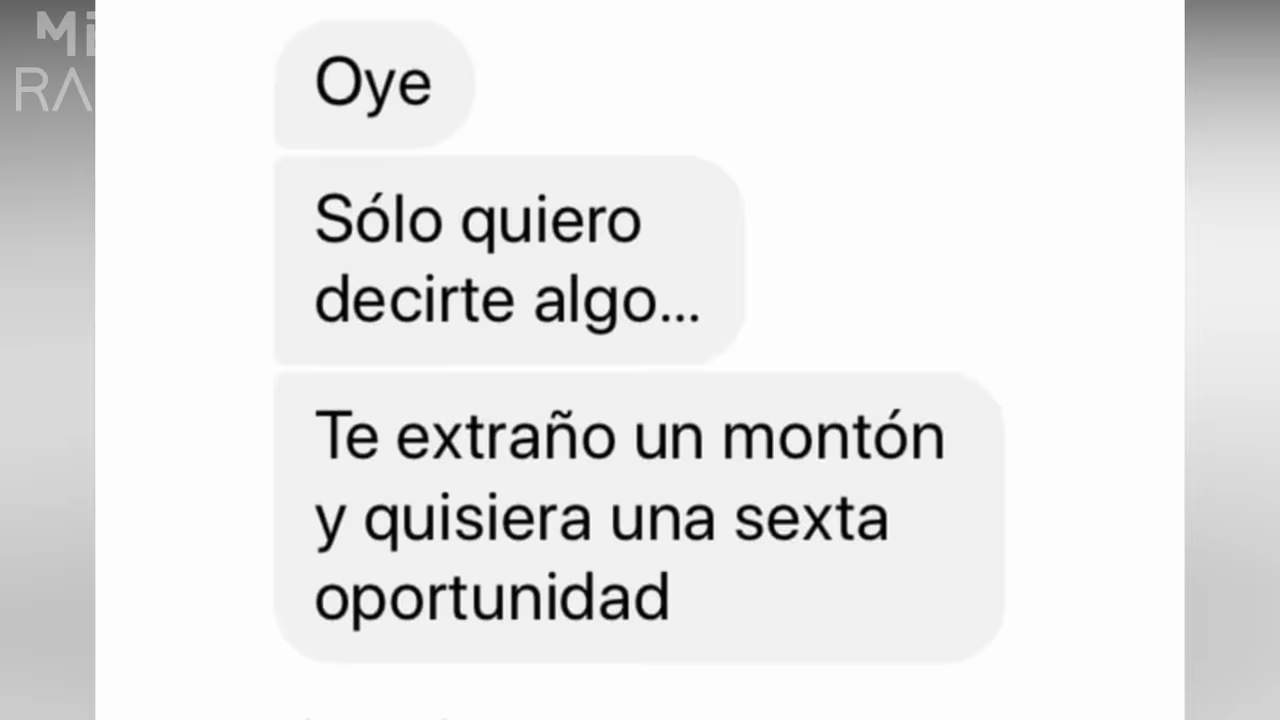 Oye
Sólo quiero
decirte algo...
Te extraño un montón
y quisiera una sexta
oportunidad